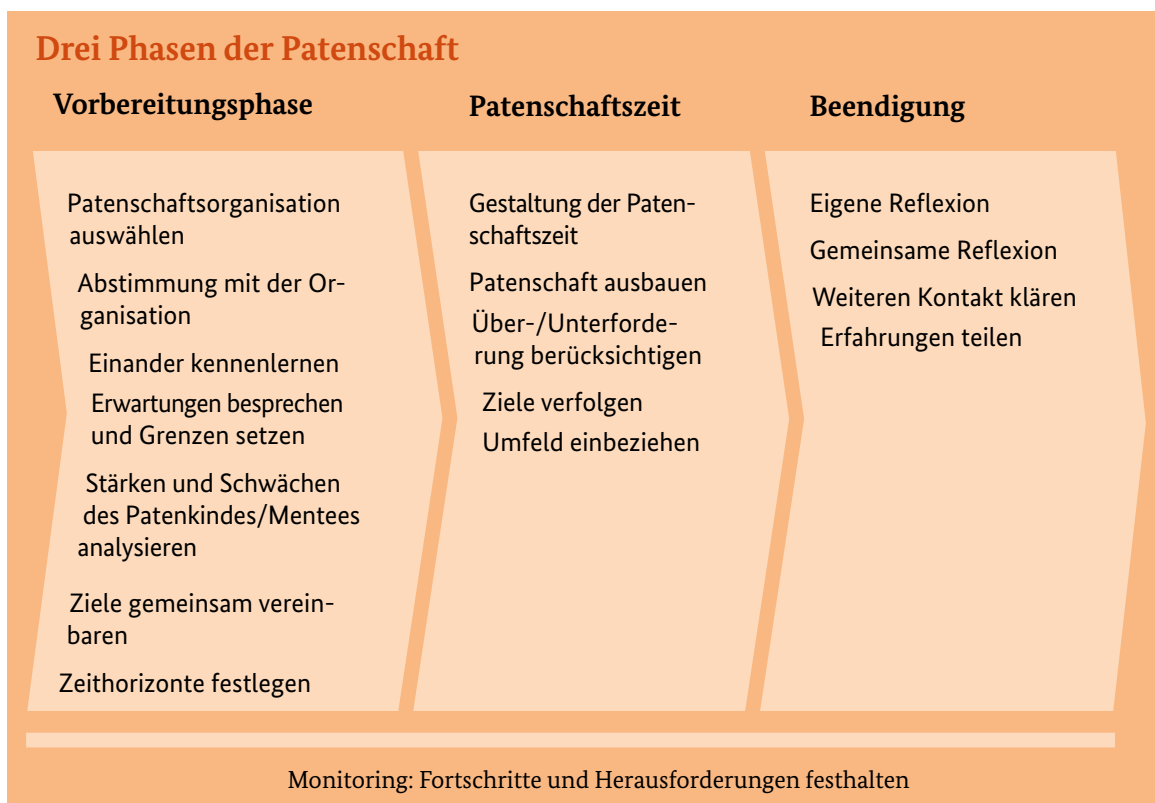 Drei Phasen der Patenschaft
Vorbereitungsphase
Patenschaftsorganisation
auswählen
Abstimmung mit der Or-
ganisation
Einander kennenlernen
Erwartungen besprechen
und Grenzen setzen
Stärken und Schwächen
des Patenkindes/Mentees
analysieren
Ziele gemeinsam verein-
baren
Zeithorizonte festlegen
Patenschaftszeit
Gestaltung der Paten-
schaftszeit
Patenschaft ausbauen
Über-/Unterforde-
rung berücksichtigen
Ziele verfolgen
Umfeld einbeziehen
Beendigung
Eigene Reflexion
Gemeinsame Reflexion
Weiteren Kontakt klären
Erfahrungen teilen
Monitoring: Fortschritte und Herausforderungen festhalten